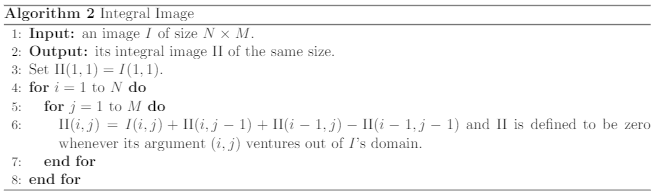 Algorithm 2 Integral Image
1: Input: an image I of size N × M.
2: Output: its integral image II of the same size.
3: Set II(1, 1) = I(1, 1).
4: for i = 1 to N do
5: for j = 1 to M do
6: II(i, j) = I(i, j) + II(i, j − 1) + II(i − 1, j) − II(i − 1, j − 1) and II is defined to be zero
whenever its argument (i, j) ventures out of I's domain.
7: end for
8: end for